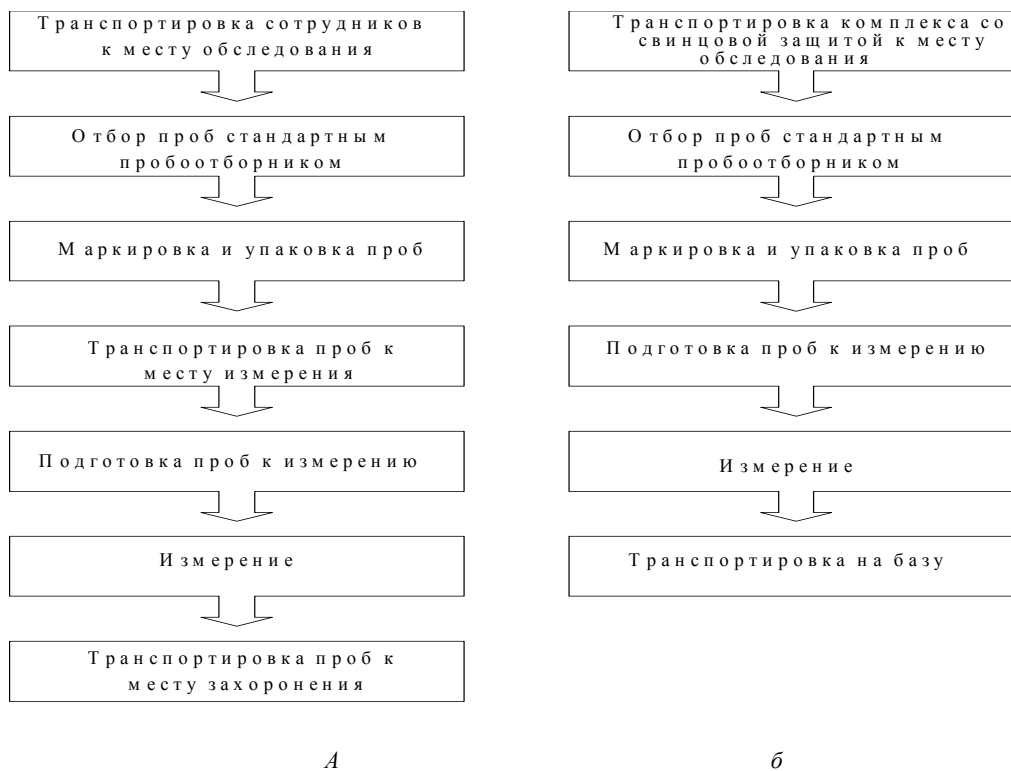 Транспортировка сотрудников
к месту обследования
Отбор проб стандартным
пробоотборником
Маркировка и упаковка проб
Транспортировка проб к
месту измерения
Подготовка проб к измерению
Измерение
Транспортировка проб к
месту захоронения
А
Транспортировка комплекса со
свинцовой защитой к месту
обследования
Отбор проб стандартным
пробоотборником
Маркировка и упаковка проб
Подготовка проб к измерению
Измерение
Транспортировка на базу
б